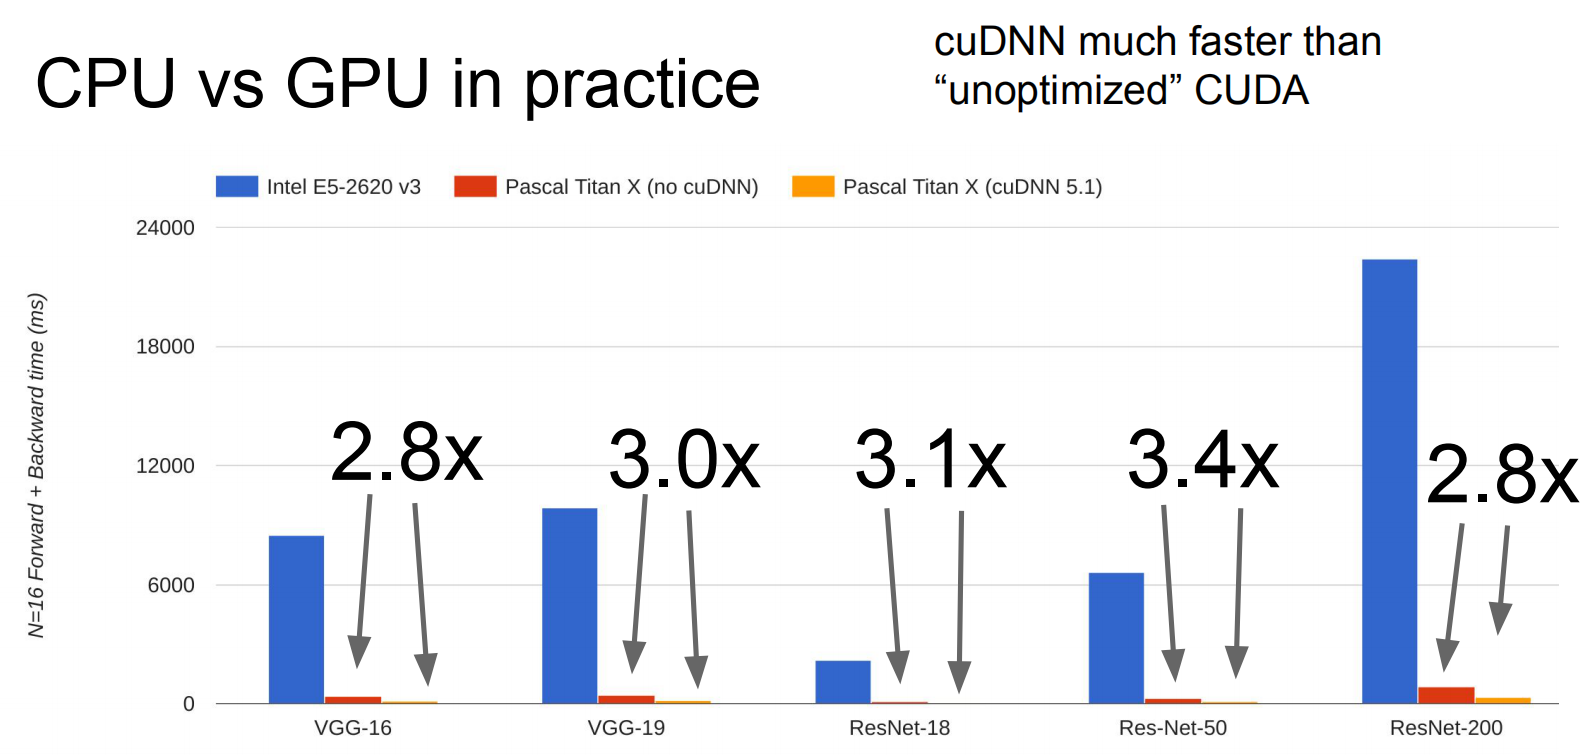 CPU vs GPU in practice
cuDNN much faster than
“unoptimized” CUDA
Intel E5-2620 v3
Pascal Titan X (no cuDNN)
Pascal Titan X (cuDNN 5.1)
N=16 Forward + Backward time (ms)
24000
18000
12000
6000
0
2.8x
3.0x
3.1x
3.4x
2.8x
VGG-16
VGG-19
ResNet-18
Res-Net-50
ResNet-200